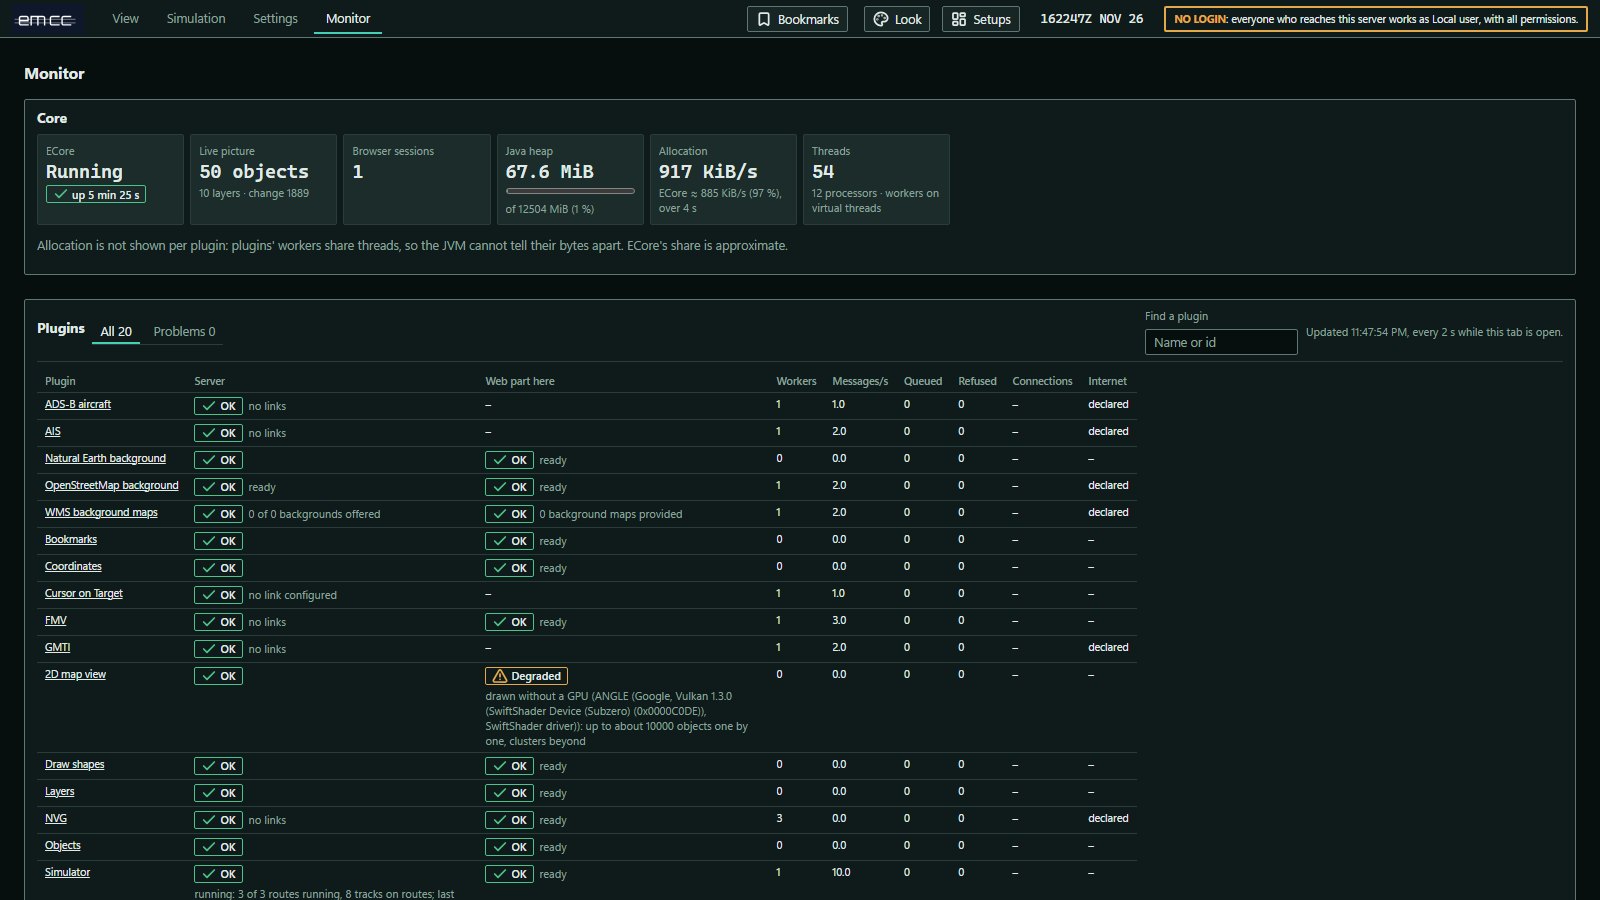 em-cc View Simulation Settings Monitor Bookmarks Look Setups 162247Z NOV 26 NO LOGIN: everyone who reaches this server works as Local user, with all permissions.
Monitor
Core
ECore
Running
up 5 min 25 s
Live picture
50 objects
10 layers · change 1889
Browser sessions
1
Java heap
67.6 MiB
of 12504 MiB (1 %)
Allocation
917 KiB/s
ECore ≈ 885 KiB/s (97 %),
over 4 s
Threads
54
12 processors · workers on
virtual threads
Allocation is not shown per plugin: plugins' workers share threads, so the JVM cannot tell their bytes apart. ECore's share is approximate.
Plugins All 20 Problems 0
Find a plugin
Name or id
Updated 11:47:54 PM, every 2 s while this tab is open.
Plugin Server Web part here Workers Messages/s Queued Refused Connections Internet
ADS-B aircraft OK no links – 1 1.0 0 0 – declared
AIS OK no links – 1 2.0 0 0 – declared
Natural Earth background OK OK ready 0 0.0 0 0 – –
OpenStreetMap background OK ready OK ready 1 2.0 0 0 – declared
WMS background maps OK 0 of 0 backgrounds offered OK 0 background maps provided 1 2.0 0 0 – declared
Bookmarks OK OK ready 0 0.0 0 0 – –
Coordinates OK OK ready 0 0.0 0 0 – –
Cursor on Target OK no link configured – 1 1.0 0 0 – –
FMV OK no links OK ready 1 3.0 0 0 – –
GMTI OK no links – 1 2.0 0 0 – declared
2D map view OK Degraded 0 0.0 0 0 – –
drawn without a GPU (ANGLE (Google, Vulkan 1.3.0
(SwiftShader Device (Subzero) (0x0000C0DE)),
SwiftShader driver)): up to about 10000 objects one by
one, clusters beyond
Draw shapes OK OK ready 0 0.0 0 0 – –
Layers OK OK ready 0 0.0 0 0 – –
NVG OK no links OK ready 3 0.0 0 0 – declared
Objects OK OK ready 0 0.0 0 0 – –
Simulator OK OK ready 1 10.0 0 0 – –
running: 3 of 3 routes running, 8 tracks on routes; last